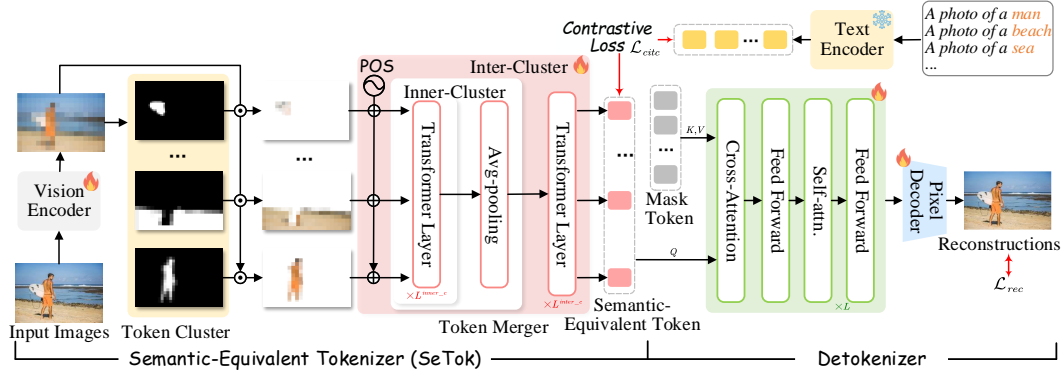 Contrastive
Loss ℒ_citc
...
Text
Encoder
A photo of a man
A photo of a beach
A photo of a sea
...
POS
Inter-Cluster
Inner-Cluster
Transformer Layer
Avg-pooling
Transformer Layer
×L^inner_c
×L^inter_c
Token Merger
...
...
...
...
Vision
Encoder
Input Images
Token Cluster
Mask
Token
Semantic-
Equivalent Token
K,V
Q
Cross-Attention
Feed Forward
Self-attn.
Feed Forward
×L
Pixel
Decoder
Reconstructions
ℒ_rec
Semantic-Equivalent Tokenizer (SeTok)
Detokenizer